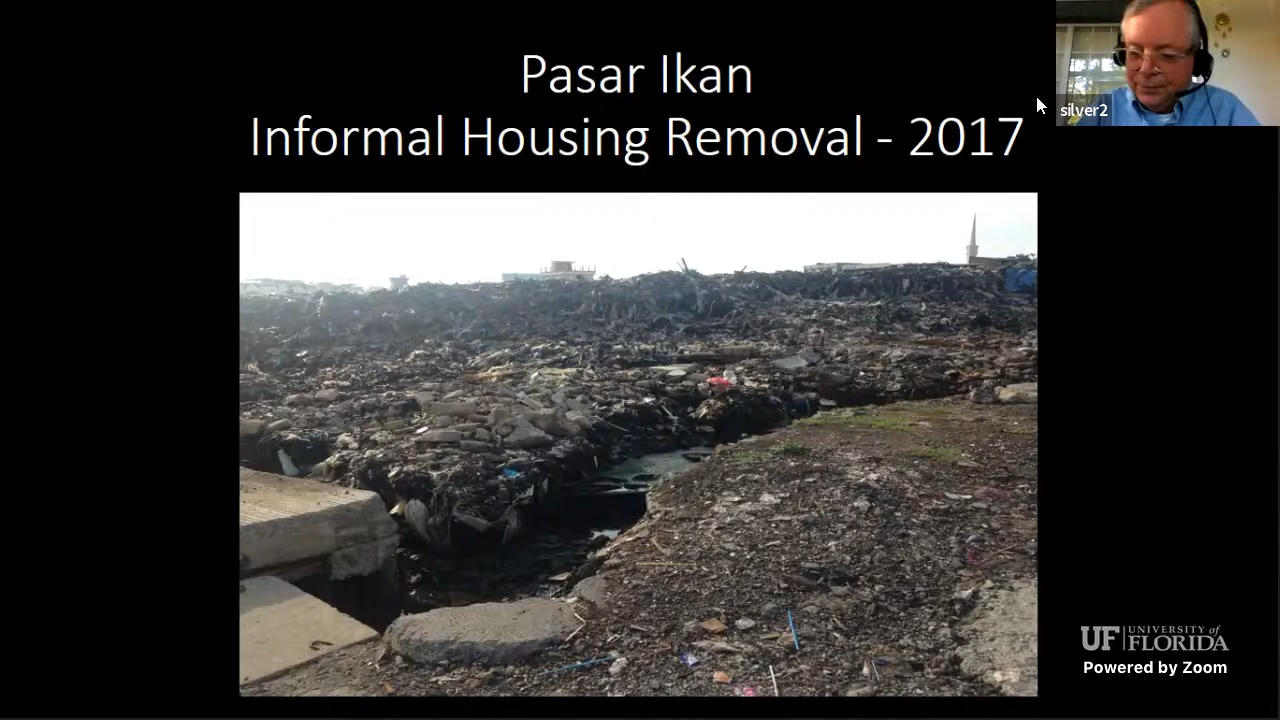 Pasar Ikan
Informal Housing Removal - 2017
silver2
UF UNIVERSITY of FLORIDA
Powered by Zoom